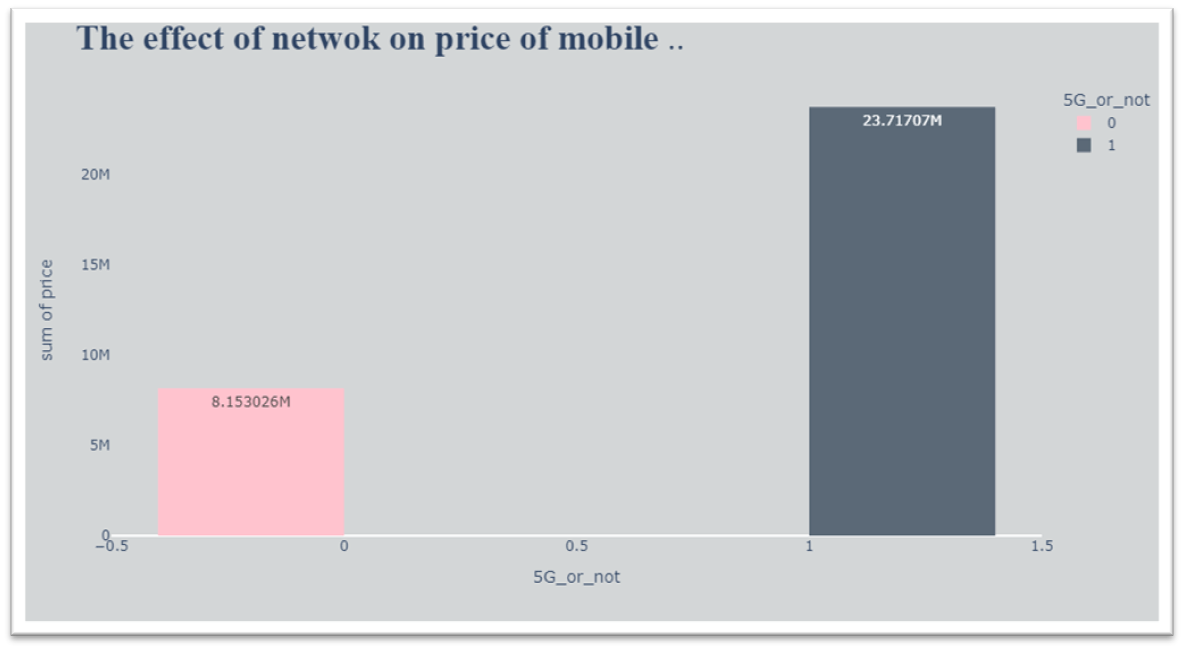 The effect of netwok on price of mobile ..
5G_or_not
0
1
23.71707M
8.153026M
20M
15M
10M
5M
0
sum of price
−0.5
0
0.5
1
1.5
5G_or_not